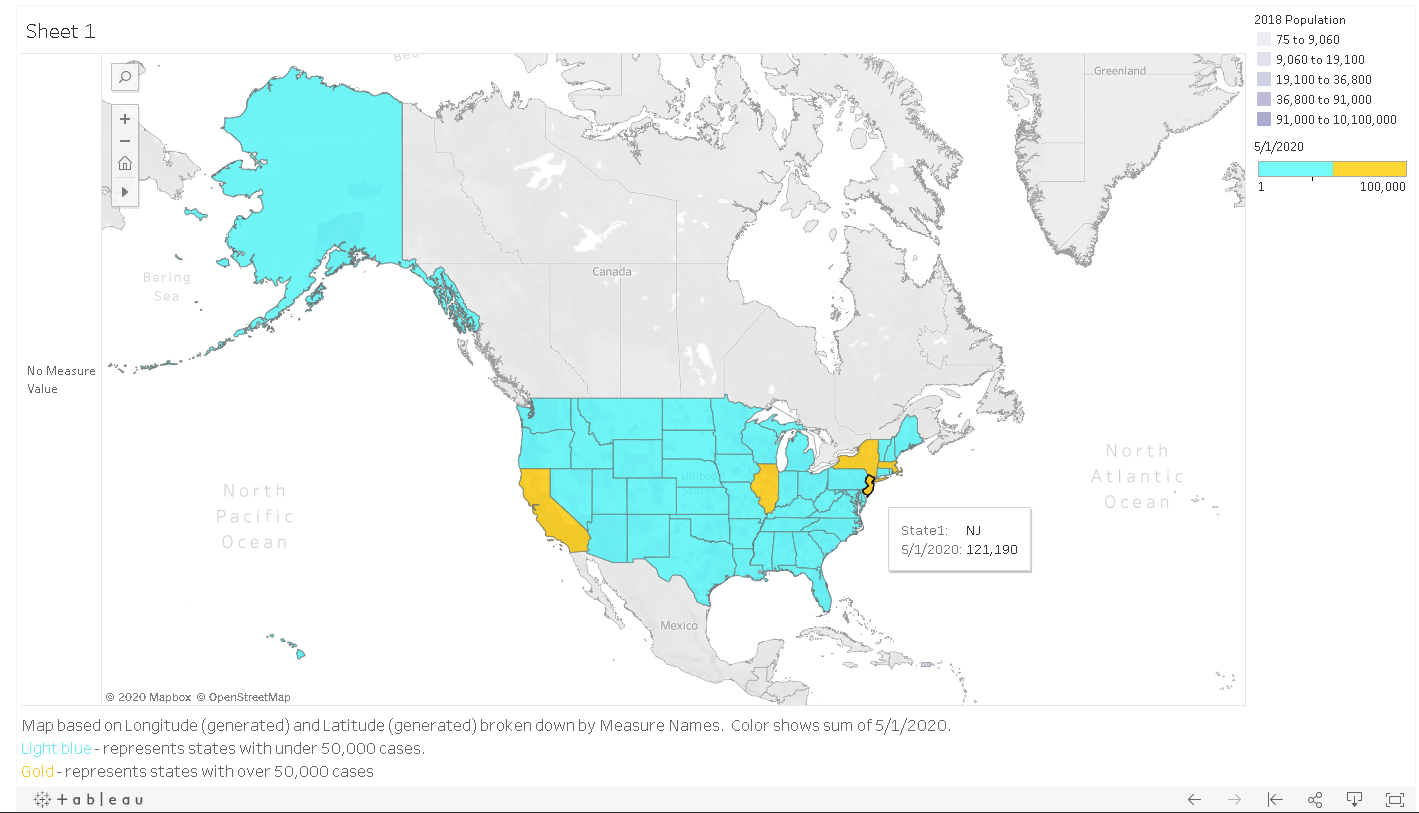 Sheet 1
2018 Population
75 to 9,060
9,060 to 19,100
19,100 to 36,800
36,800 to 91,000
91,000 to 10,100,000
5/1/2020
1 100,000
Greenland
Canada
Bering
Sea
No Measure
Value
United
States
North
Pacific
Ocean
North
Atlantic
Ocean
State1: NJ
5/1/2020: 121,190
Mexico
© 2020 Mapbox © OpenStreetMap
Map based on Longitude (generated) and Latitude (generated) broken down by Measure Names. Color shows sum of 5/1/2020.
Light blue - represents states with under 50,000 cases.
Gold - represents states with over 50,000 cases
+ a b l e a u